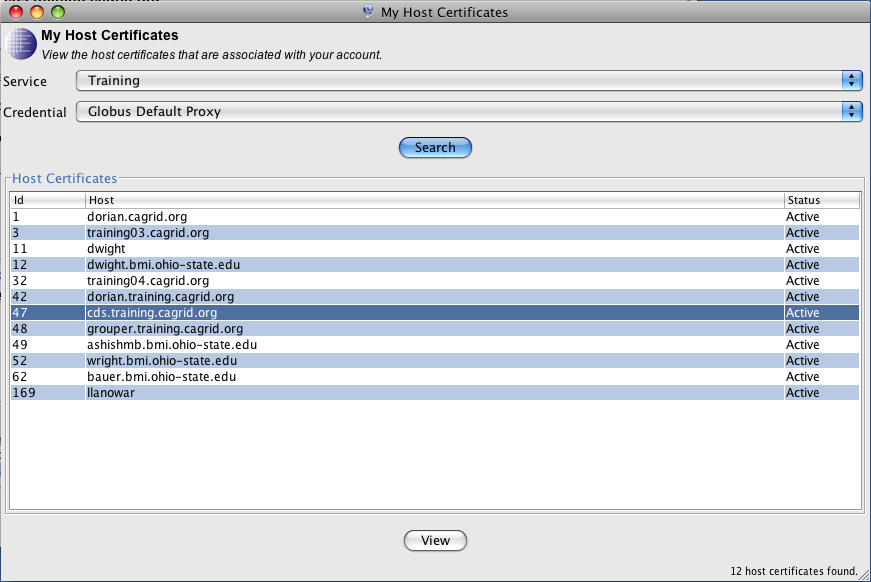 My Host Certificates
My Host Certificates
View the host certificates that are associated with your account.
Service Training
Credential Globus Default Proxy
Search
Host Certificates
Id Host Status
1 dorian.cagrid.org Active
3 training03.cagrid.org Active
11 dwight Active
12 dwight.bmi.ohio-state.edu Active
32 training04.cagrid.org Active
42 dorian.training.cagrid.org Active
47 cds.training.cagrid.org Active
48 grouper.training.cagrid.org Active
49 ashishmb.bmi.ohio-state.edu Active
52 wright.bmi.ohio-state.edu Active
62 bauer.bmi.ohio-state.edu Active
169 llanowar Active
View
12 host certificates found.